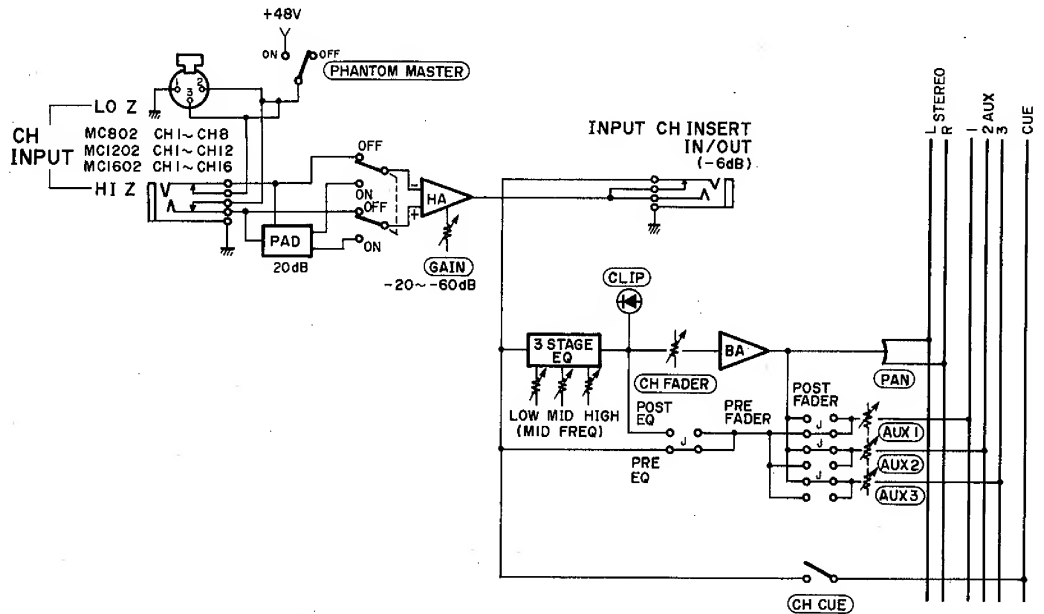 +48V
ON
OFF
PHANTOM MASTER
1
2
3
LO Z
CH
INPUT
MC802 CH1~CH8
MC1202 CH1~CH12
MC1602 CH1~CH16
HI Z
OFF
ON
OFF
ON
PAD
20dB
-
+
HA
GAIN
-20~-60dB
INPUT CH INSERT
IN/OUT
(-6dB)
L
R
STEREO
1
2
3
AUX
CUE
CLIP
3 STAGE
EQ
LOW MID HIGH
(MID FREQ)
CH FADER
BA
PAN
POST
EQ
PRE
FADER
POST
FADER
J
PRE
EQ
J
J
J
AUX1
AUX2
AUX3
CH CUE